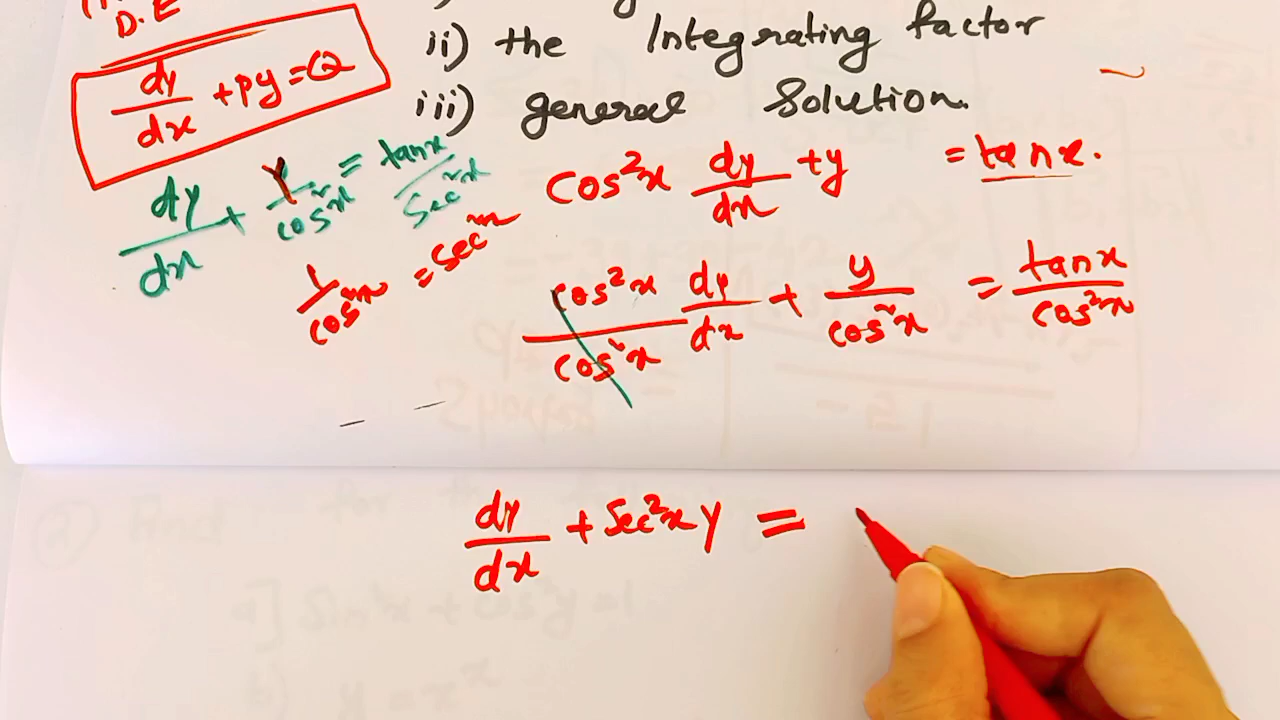 D.E
ii) the Integrating factor
dy/dx + py = Q
iii) general Solution.
cos²x dy/dx + y = tanx.
dy/dx + y/cos²x = tanx/sec²x
1/cos²x = sec²x
cos²x/cos²x dy/dx + y/cos²x = tanx/cos²x
dy/dx + sec²x y =